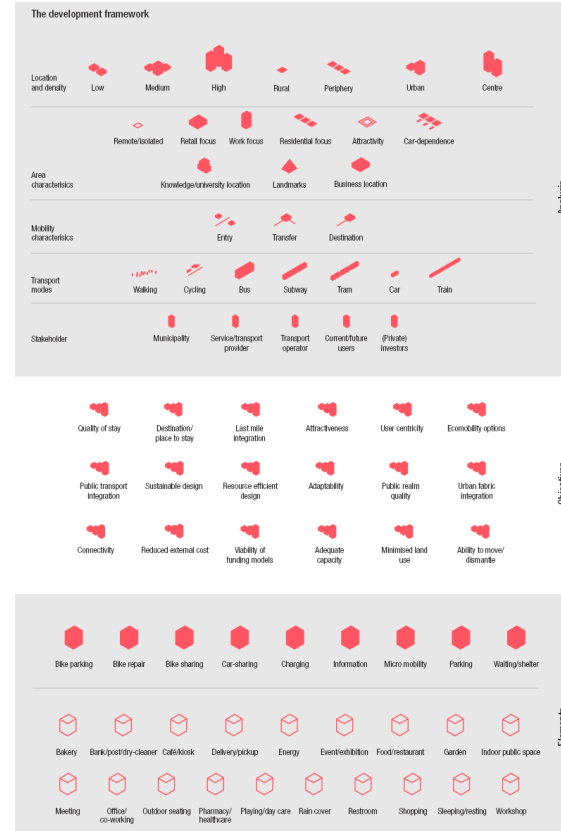 The development framework
Location
and density
Low
Medium
High
Rural
Periphery
Urban
Centre
Remote/isolated
Retail focus
Work focus
Residential focus
Attractivity
Car-dependence
Area
characterisics
Knowledge/university location
Landmarks
Business location
Mobility
characterisics
Entry
Transfer
Destination
Transport
modes
Walking
Cycling
Bus
Subway
Tram
Car
Train
Stakeholder
Municipality
Service/transport
provider
Transport
operator
Current/future
users
(Private)
Investors
Quality of stay
Destination/
place to stay
Last mile
integration
Attractiveness
User centricity
Ecomobility options
Public transport
integration
Sustainable design
Resource efficient
design
Adaptability
Public realm
quality
Urban fabric
integration
Connectivity
Reduced external cost
Viability of
funding models
Adequate
capacity
Minimised land
use
Ability to move/
dismantle
Bike parking
Bike repair
Bike sharing
Car-sharing
Charging
Information
Micro mobility
Parking
Waiting/shelter
Bakery
Bank/post/dry-cleaner
Café/kiosk
Delivery/pickup
Energy
Event/exhibition
Food/restaurant
Garden
Indoor public space
Meeting
Office/
co-working
Outdoor seating
Pharmacy/
healthcare
Playing/day care
Rain cover
Restroom
Shopping
Sleeping/resting
Workshop